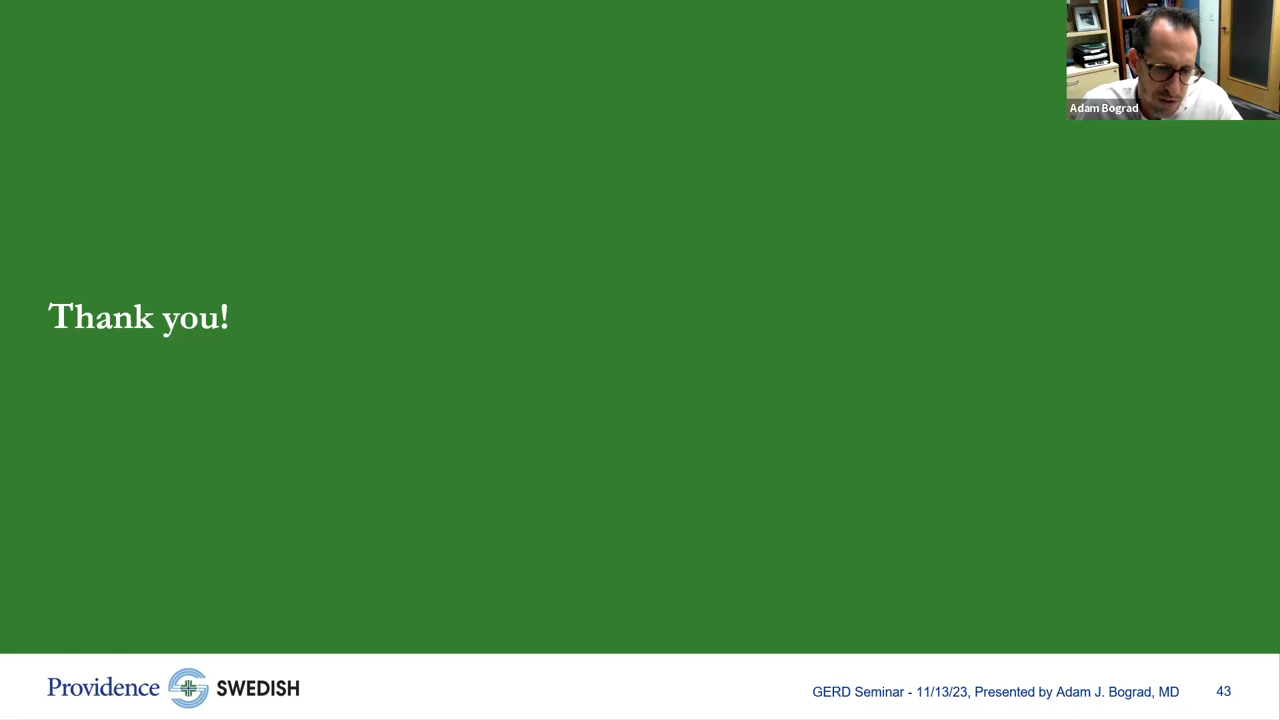 Adam Bograd
Thank you!
Providence SWEDISH
GERD Seminar - 11/13/23, Presented by Adam J. Bograd, MD 43